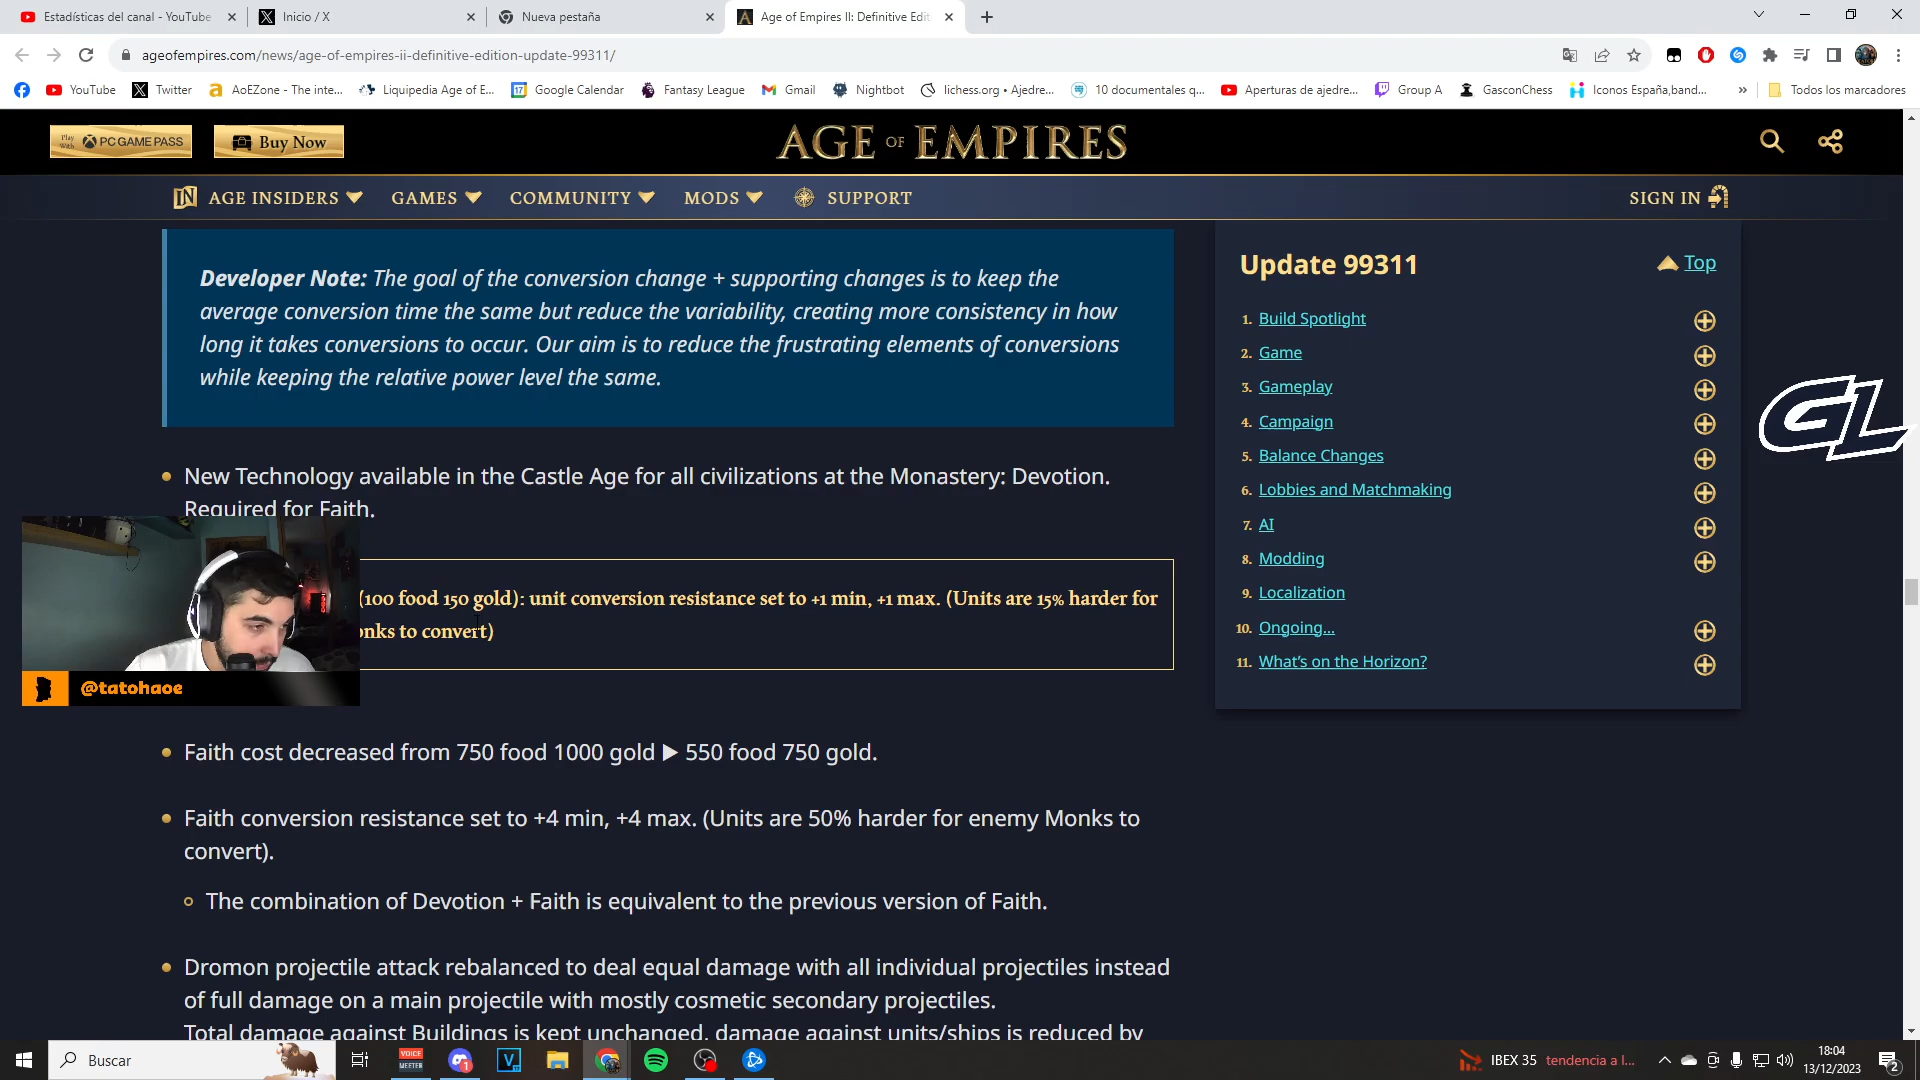 Estadísticas del canal - YouTube
Inicio / X
Nueva pestaña
Age of Empires II: Definitive Edit
ageofempires.com/news/age-of-empires-ii-definitive-edition-update-99311/
YouTube
Twitter
AoEZone - The inte...
Liquipedia Age of E...
Google Calendar
Fantasy League
Gmail
Nightbot
lichess.org • Ajedre...
10 documentales q...
Aperturas de ajedre...
Group A
GasconChess
Iconos España,band...
»
Todos los marcadores
Play With PC GAME PASS
Buy Now
AGE OF EMPIRES
AGE INSIDERS
GAMES
COMMUNITY
MODS
SUPPORT
SIGN IN
Developer Note: The goal of the conversion change + supporting changes is to keep the
average conversion time the same but reduce the variability, creating more consistency in how
long it takes conversions to occur. Our aim is to reduce the frustrating elements of conversions
while keeping the relative power level the same.
New Technology available in the Castle Age for all civilizations at the Monastery: Devotion.
Required for Faith.
(100 food 150 gold): unit conversion resistance set to +1 min, +1 max. (Units are 15% harder for
onks to convert)
@tatohaoe
Faith cost decreased from 750 food 1000 gold ▶ 550 food 750 gold.
Faith conversion resistance set to +4 min, +4 max. (Units are 50% harder for enemy Monks to
convert).
The combination of Devotion + Faith is equivalent to the previous version of Faith.
Dromon projectile attack rebalanced to deal equal damage with all individual projectiles instead
of full damage on a main projectile with mostly cosmetic secondary projectiles.
Total damage against Buildings is kept unchanged, damage against units/ships is reduced by
Update 99311
Top
1. Build Spotlight
2. Game
3. Gameplay
4. Campaign
5. Balance Changes
6. Lobbies and Matchmaking
7. AI
8. Modding
9. Localization
10. Ongoing...
11. What's on the Horizon?
GL
Buscar
VOICE MEETER
IBEX 35 tendencia a l...
18:04
13/12/2023
2